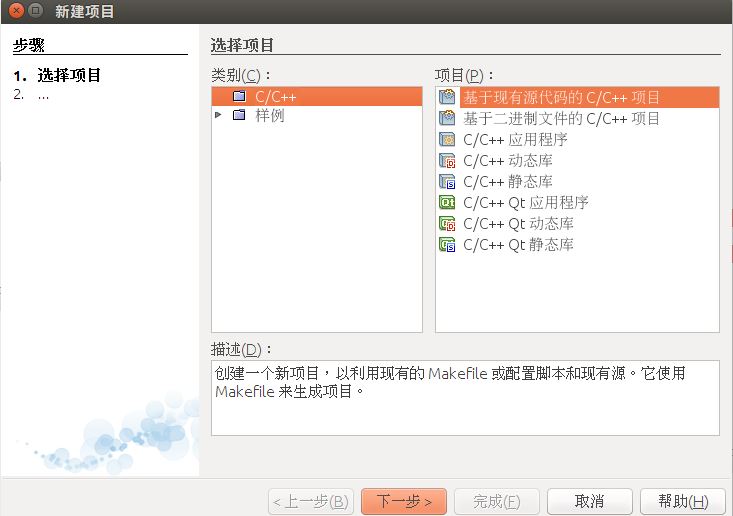 新建项目
步骤
1. 选择项目
2. ...
选择项目
类别(C)：
C/C++
样例
项目(P)：
基于现有源代码的 C/C++ 项目
基于二进制文件的 C/C++ 项目
C/C++ 应用程序
C/C++ 动态库
C/C++ 静态库
C/C++ Qt 应用程序
C/C++ Qt 动态库
C/C++ Qt 静态库
描述(D)：
创建一个新项目，以利用现有的 Makefile 或配置脚本和现有源。它使用
Makefile 来生成项目。
< 上一步(B)
下一步 >
完成(F)
取消
帮助(H)